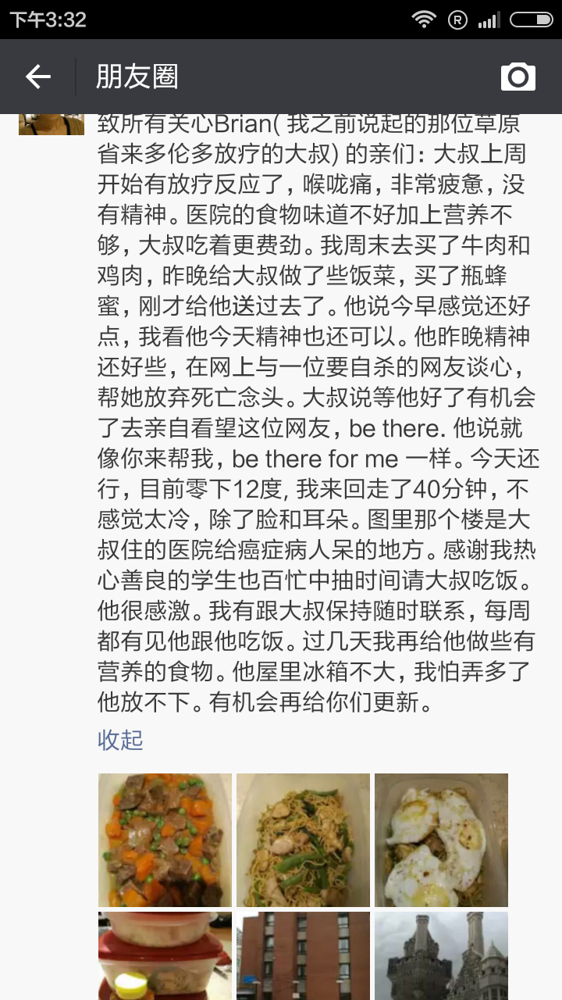 下午3:32
朋友圈
致所有关心Brian( 我之前说起的那位草原
省来多伦多放疗的大叔) 的亲们：大叔上周
开始有放疗反应了，喉咙痛，非常疲惫，没
有精神。医院的食物味道不好加上营养不
够，大叔吃着更费劲。我周末去买了牛肉和
鸡肉，昨晚给大叔做了些饭菜，买了瓶蜂
蜜，刚才给他送过去了。他说今早感觉还好
点，我看他今天精神也还可以。他昨晚精神
还好些，在网上与一位要自杀的网友谈心，
帮她放弃死亡念头。大叔说等他好了有机会
了去亲自看望这位网友，be there. 他说就
像你来帮我，be there for me 一样。今天还
行，目前零下12度, 我来回走了40分钟，不
感觉太冷，除了脸和耳朵。图里那个楼是大
叔住的医院给癌症病人呆的地方。感谢我热
心善良的学生也百忙中抽时间请大叔吃饭。
他很感激。我有跟大叔保持随时联系，每周
都有见他跟他吃饭。过几天我再给他做些有
营养的食物。他屋里冰箱不大，我怕弄多了
他放不下。有机会再给你们更新。
收起